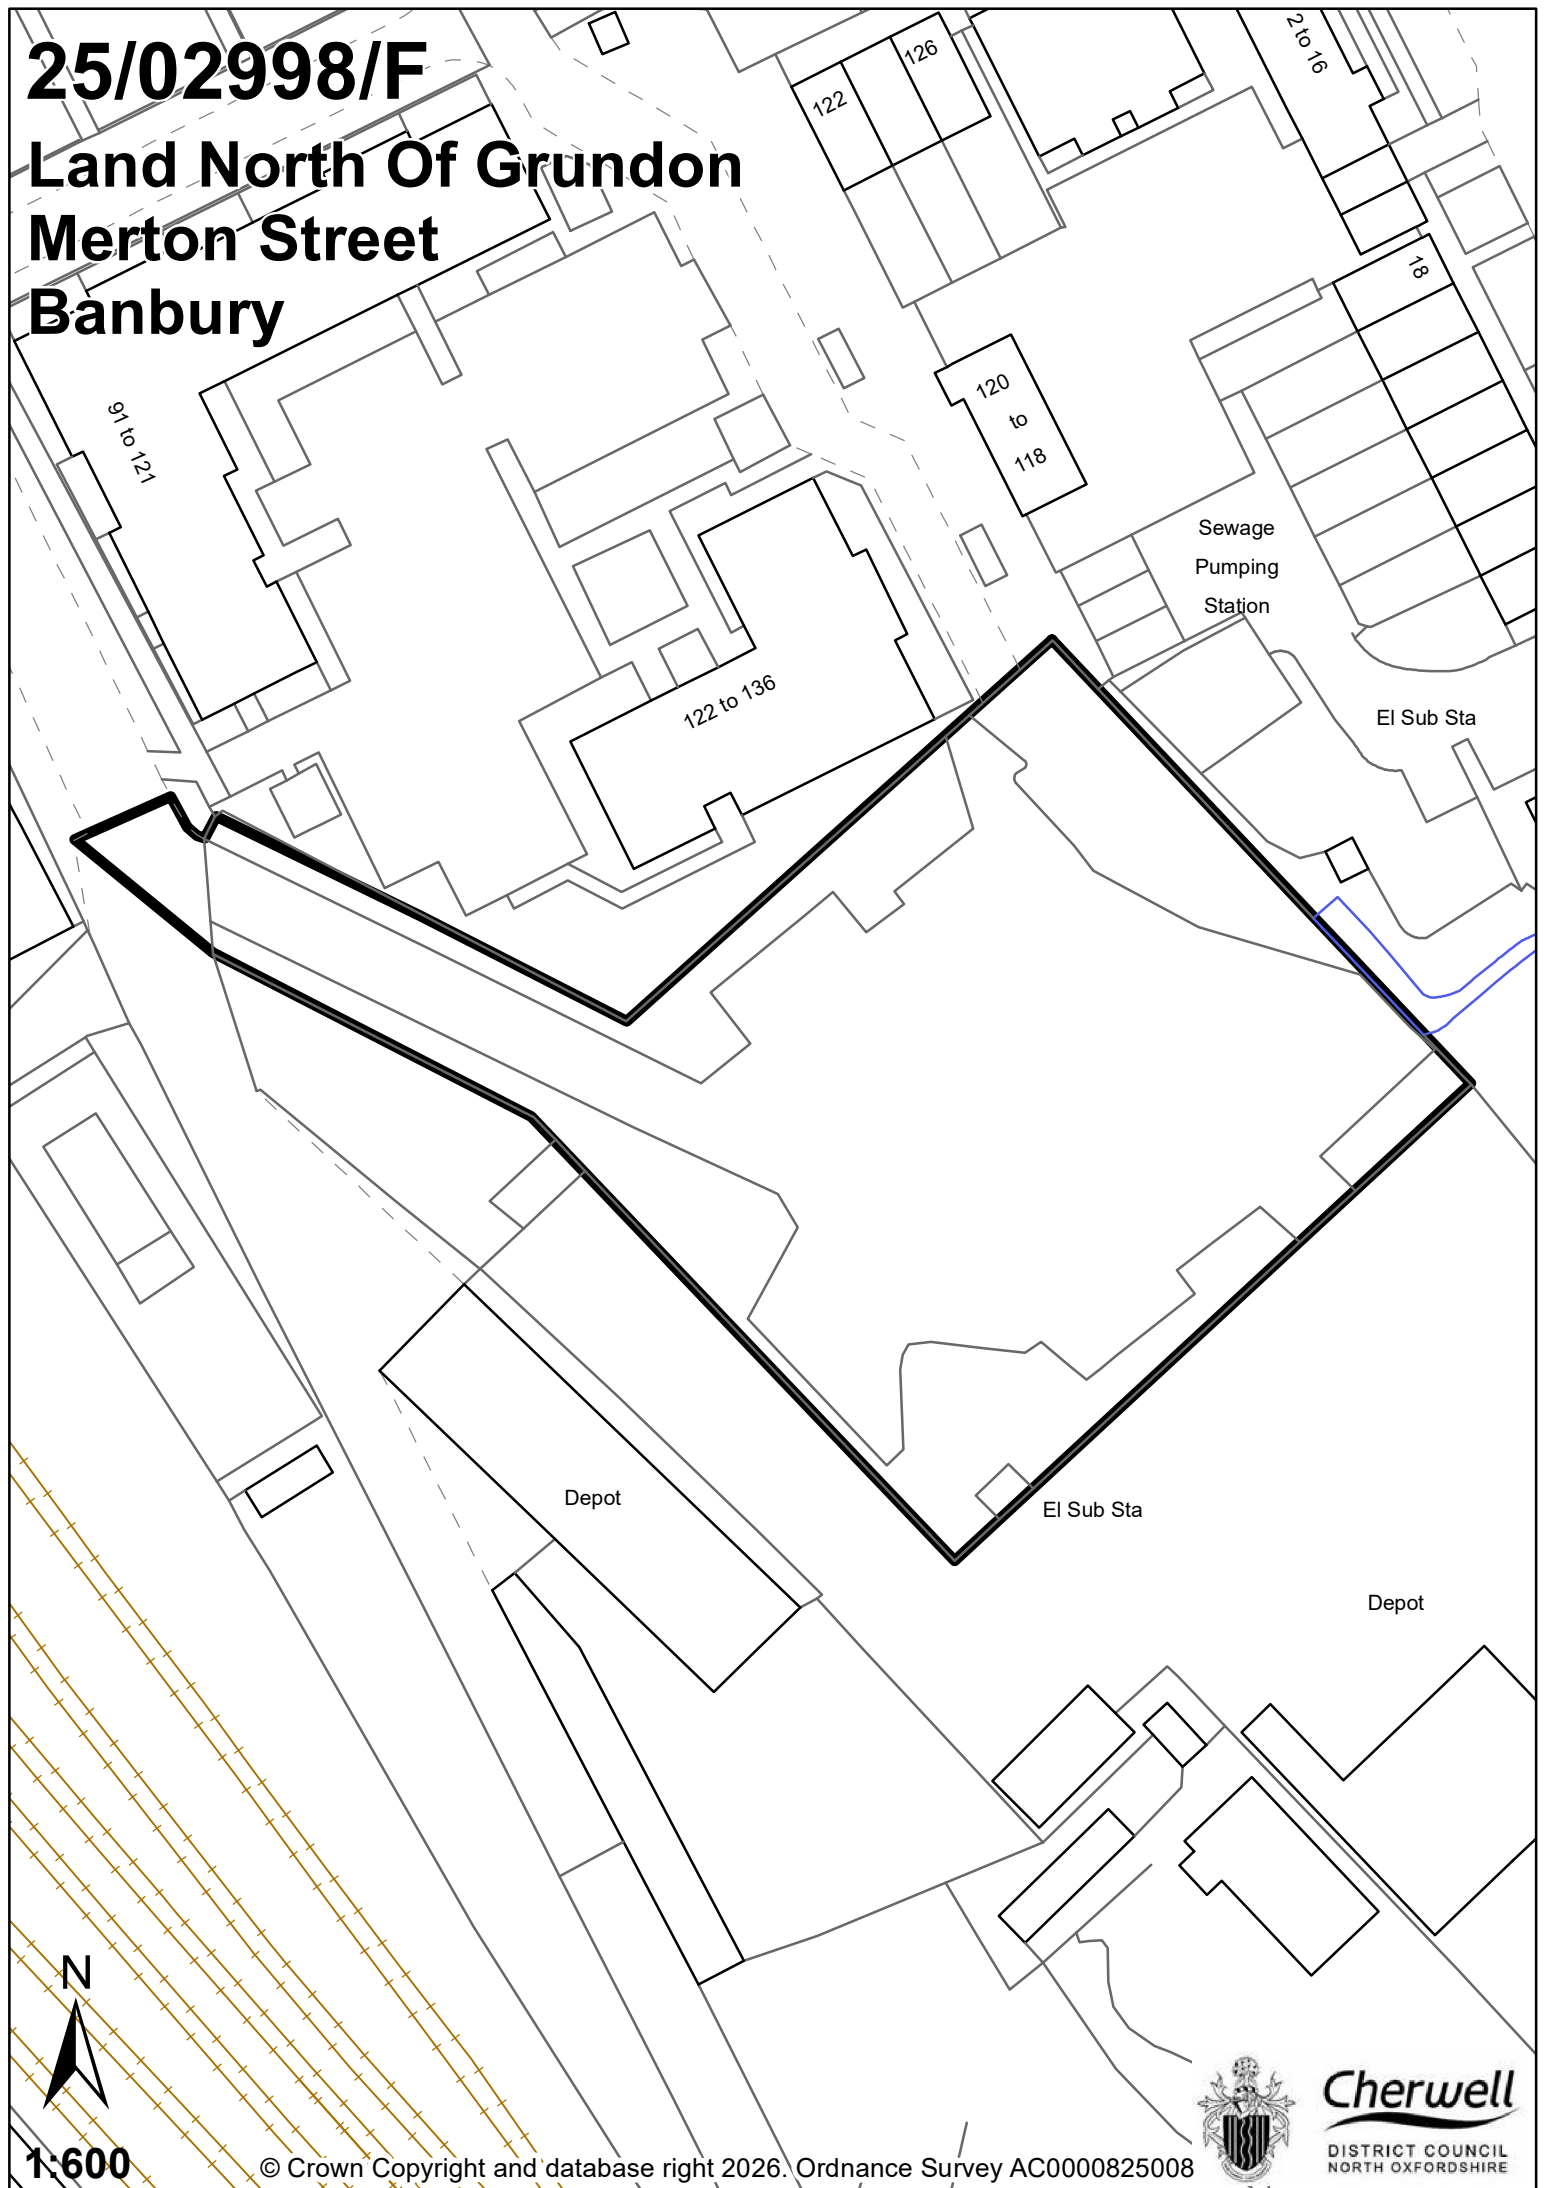 25/02998/F
Land North Of Grundon
Merton Street
Banbury
122
126
2 to 16
18
120
to
118
91 to 121
Sewage
Pumping
Station
122 to 136
El Sub Sta
Depot
El Sub Sta
Depot
N
1:600
© Crown Copyright and database right 2026. Ordnance Survey AC0000825008
Cherwell
DISTRICT COUNCIL
NORTH OXFORDSHIRE